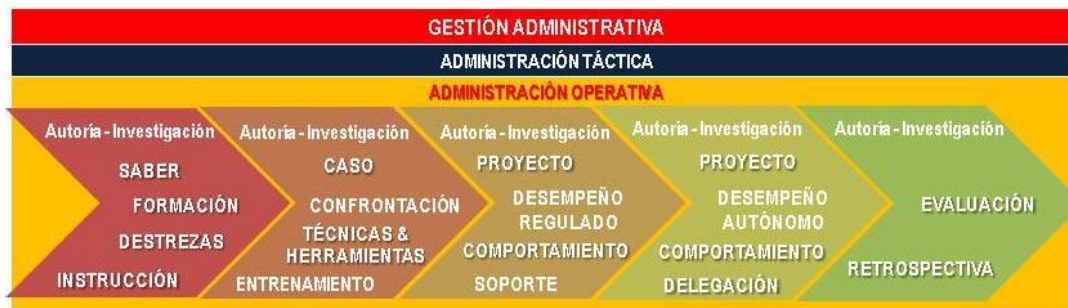 GESTIÓN ADMINISTRATIVA
ADMINISTRACIÓN TÁCTICA
ADMINISTRACIÓN OPERATIVA
Autoría - Investigación
SABER
FORMACIÓN
DESTREZAS
INSTRUCCIÓN
Autoría - Investigación
CASO
CONFRONTACIÓN
TÉCNICAS &
HERRAMIENTAS
ENTRENAMIENTO
Autoría - Investigación
PROYECTO
DESEMPEÑO
REGULADO
COMPORTAMIENTO
SOPORTE
Autoría - Investigación
PROYECTO
DESEMPEÑO
AUTÓNOMO
COMPORTAMIENTO
DELEGACIÓN
Autoría - Investigación
EVALUACIÓN
RETROSPECTIVA